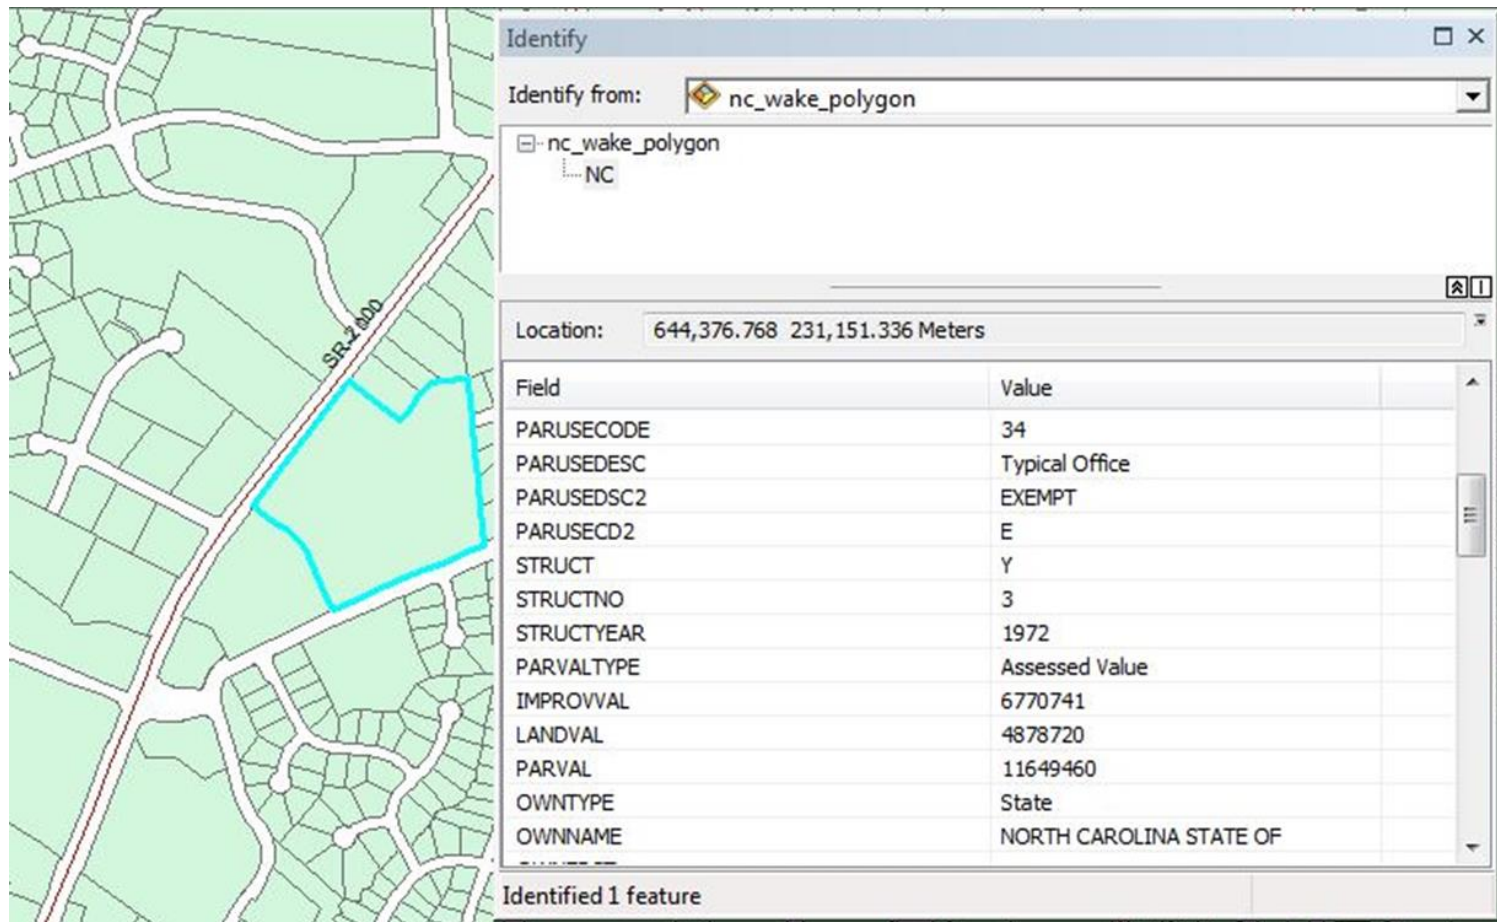 Identify
Identify from: nc_wake_polygon
nc_wake_polygon
NC
Location: 644,376.768 231,151.336 Meters
Field Value
PARUSECODE 34
PARUSEDESC Typical Office
PARUSEDSC2 EXEMPT
PARUSECD2 E
STRUCT Y
STRUCTNO 3
STRUCTYEAR 1972
PARVALTYPE Assessed Value
IMPROVVAL 6770741
LANDVAL 4878720
PARVAL 11649460
OWNTYPE State
OWNNAME NORTH CAROLINA STATE OF
Identified 1 feature
SR-2000